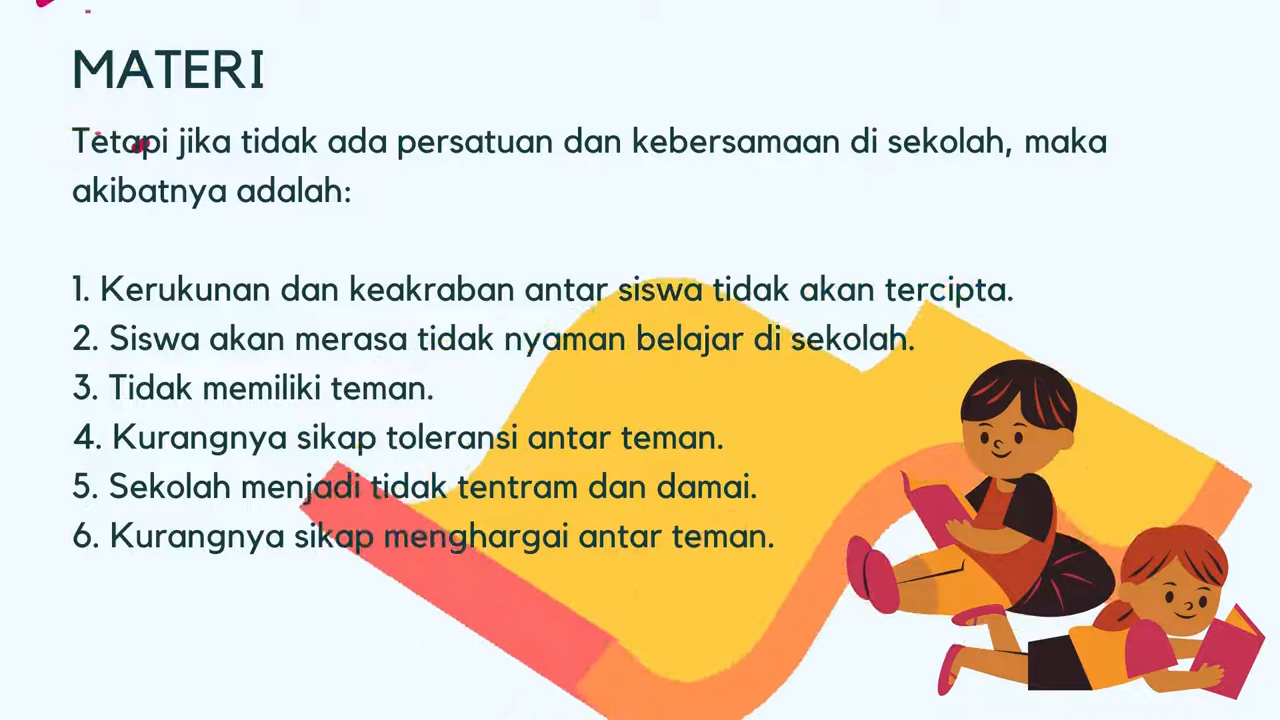 MATERI
Tetapi jika tidak ada persatuan dan kebersamaan di sekolah, maka
akibatnya adalah:
1. Kerukunan dan keakraban antar siswa tidak akan tercipta.
2. Siswa akan merasa tidak nyaman belajar di sekolah.
3. Tidak memiliki teman.
4. Kurangnya sikap toleransi antar teman.
5. Sekolah menjadi tidak tentram dan damai.
6. Kurangnya sikap menghargai antar teman.